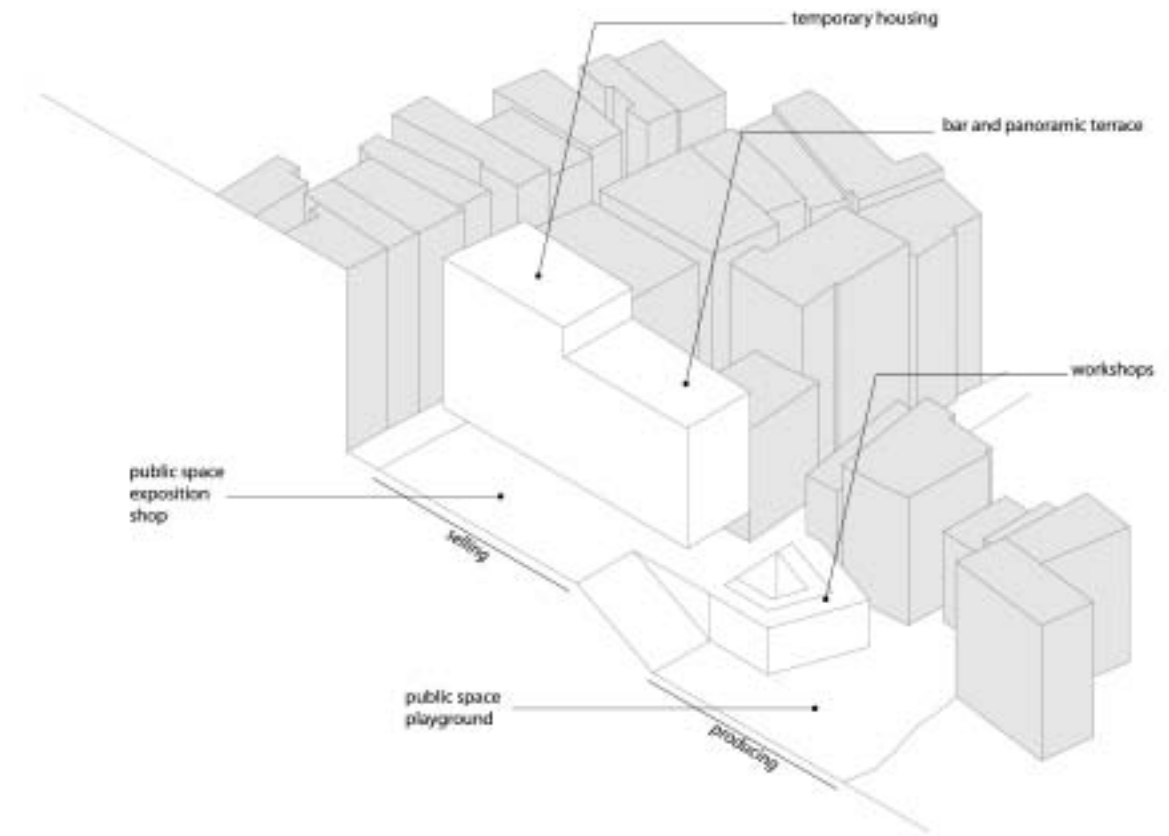 temporary housing
bar and panoramic terrace
workshops
public space
exposition
shop
selling
public space
playground
producing